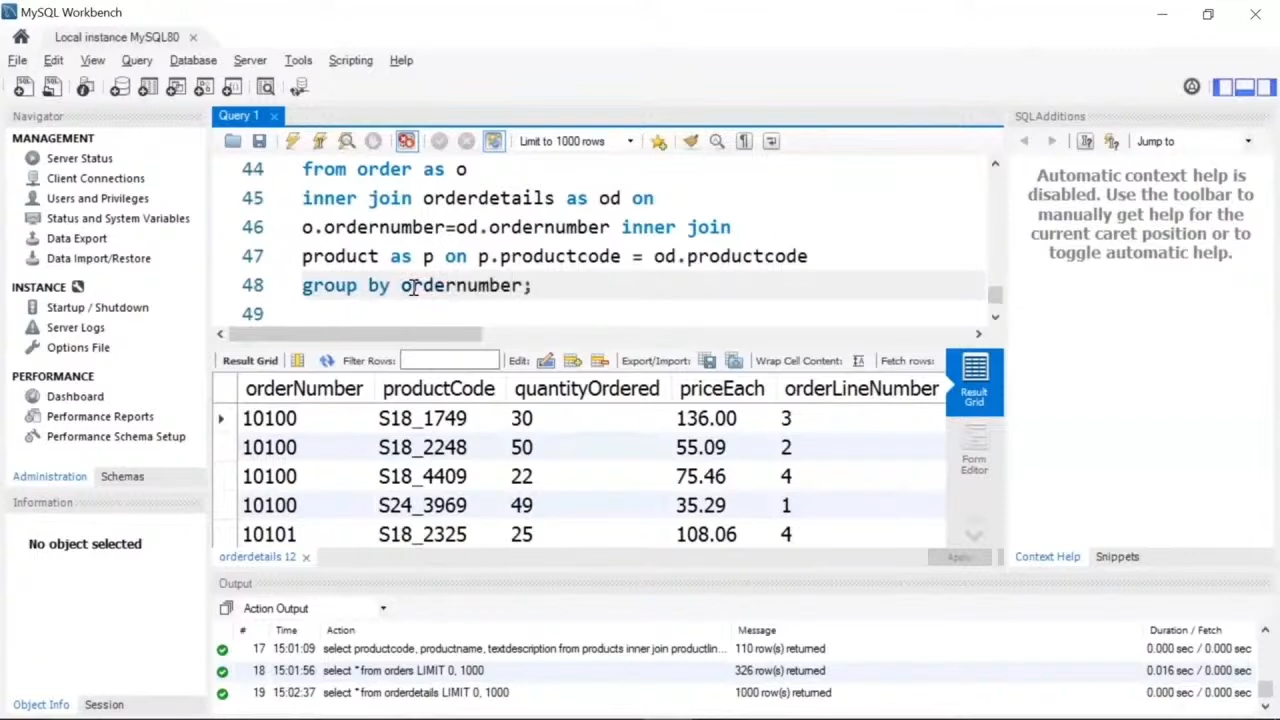 MySQL Workbench
Local instance MySQL80
File Edit View Query Database Server Tools Scripting Help
Navigator
MANAGEMENT
Server Status
Client Connections
Users and Privileges
Status and System Variables
Data Export
Data Import/Restore
INSTANCE
Startup / Shutdown
Server Logs
Options File
PERFORMANCE
Dashboard
Performance Reports
Performance Schema Setup
Administration Schemas
Information
No object selected
Object Info Session
Query 1
Limit to 1000 rows
44 from order as o
45 inner join orderdetails as od on
46 o.ordernumber=od.ordernumber inner join
47 product as p on p.productcode = od.productcode
48 group by ordernumber;
49
Result Grid Filter Rows: Edit: Export/Import: Wrap Cell Content: Fetch rows:
orderNumber productCode quantityOrdered priceEach orderLineNumber
10100 S18_1749 30 136.00 3
10100 S18_2248 50 55.09 2
10100 S18_4409 22 75.46 4
10100 S24_3969 49 35.29 1
10101 S18_2325 25 108.06 4
Result Grid
Form Editor
orderdetails 12
Apply
SQLAdditions
Jump to
Automatic context help is
disabled. Use the toolbar to
manually get help for the
current caret position or to
toggle automatic help.
Context Help Snippets
Output
Action Output
# Time Action Message Duration / Fetch
17 15:01:09 select productcode, productname, textdescription from products inner join productlin... 110 row(s) returned 0.000 sec / 0.000 sec
18 15:01:56 select * from orders LIMIT 0, 1000 326 row(s) returned 0.016 sec / 0.000 sec
19 15:02:37 select * from orderdetails LIMIT 0, 1000 1000 row(s) returned 0.000 sec / 0.000 sec